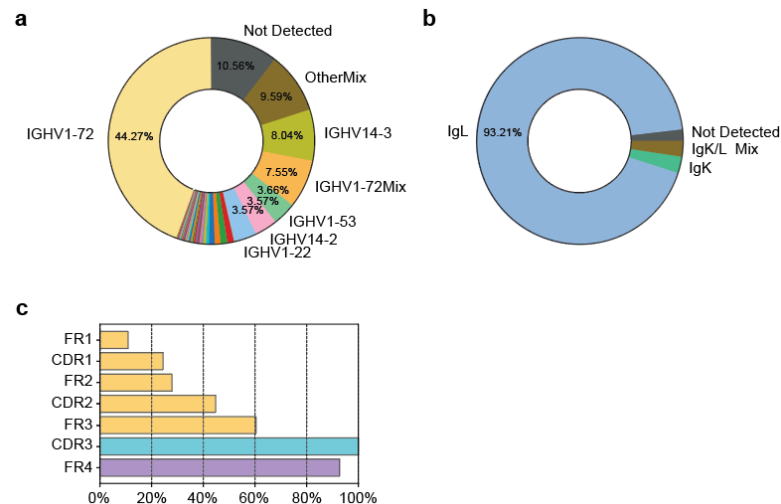 a
Not Detected
10.56%
OtherMix
9.59%
IGHV14-3
8.04%
IGHV1-72
44.27%
7.55%
IGHV1-72Mix
3.66%
3.57%
IGHV1-53
3.57%
IGHV14-2
IGHV1-22
b
IgL
93.21%
Not Detected
IgK/L Mix
IgK
c
FR1
CDR1
FR2
CDR2
FR3
CDR3
FR4
0% 20% 40% 60% 80% 100%